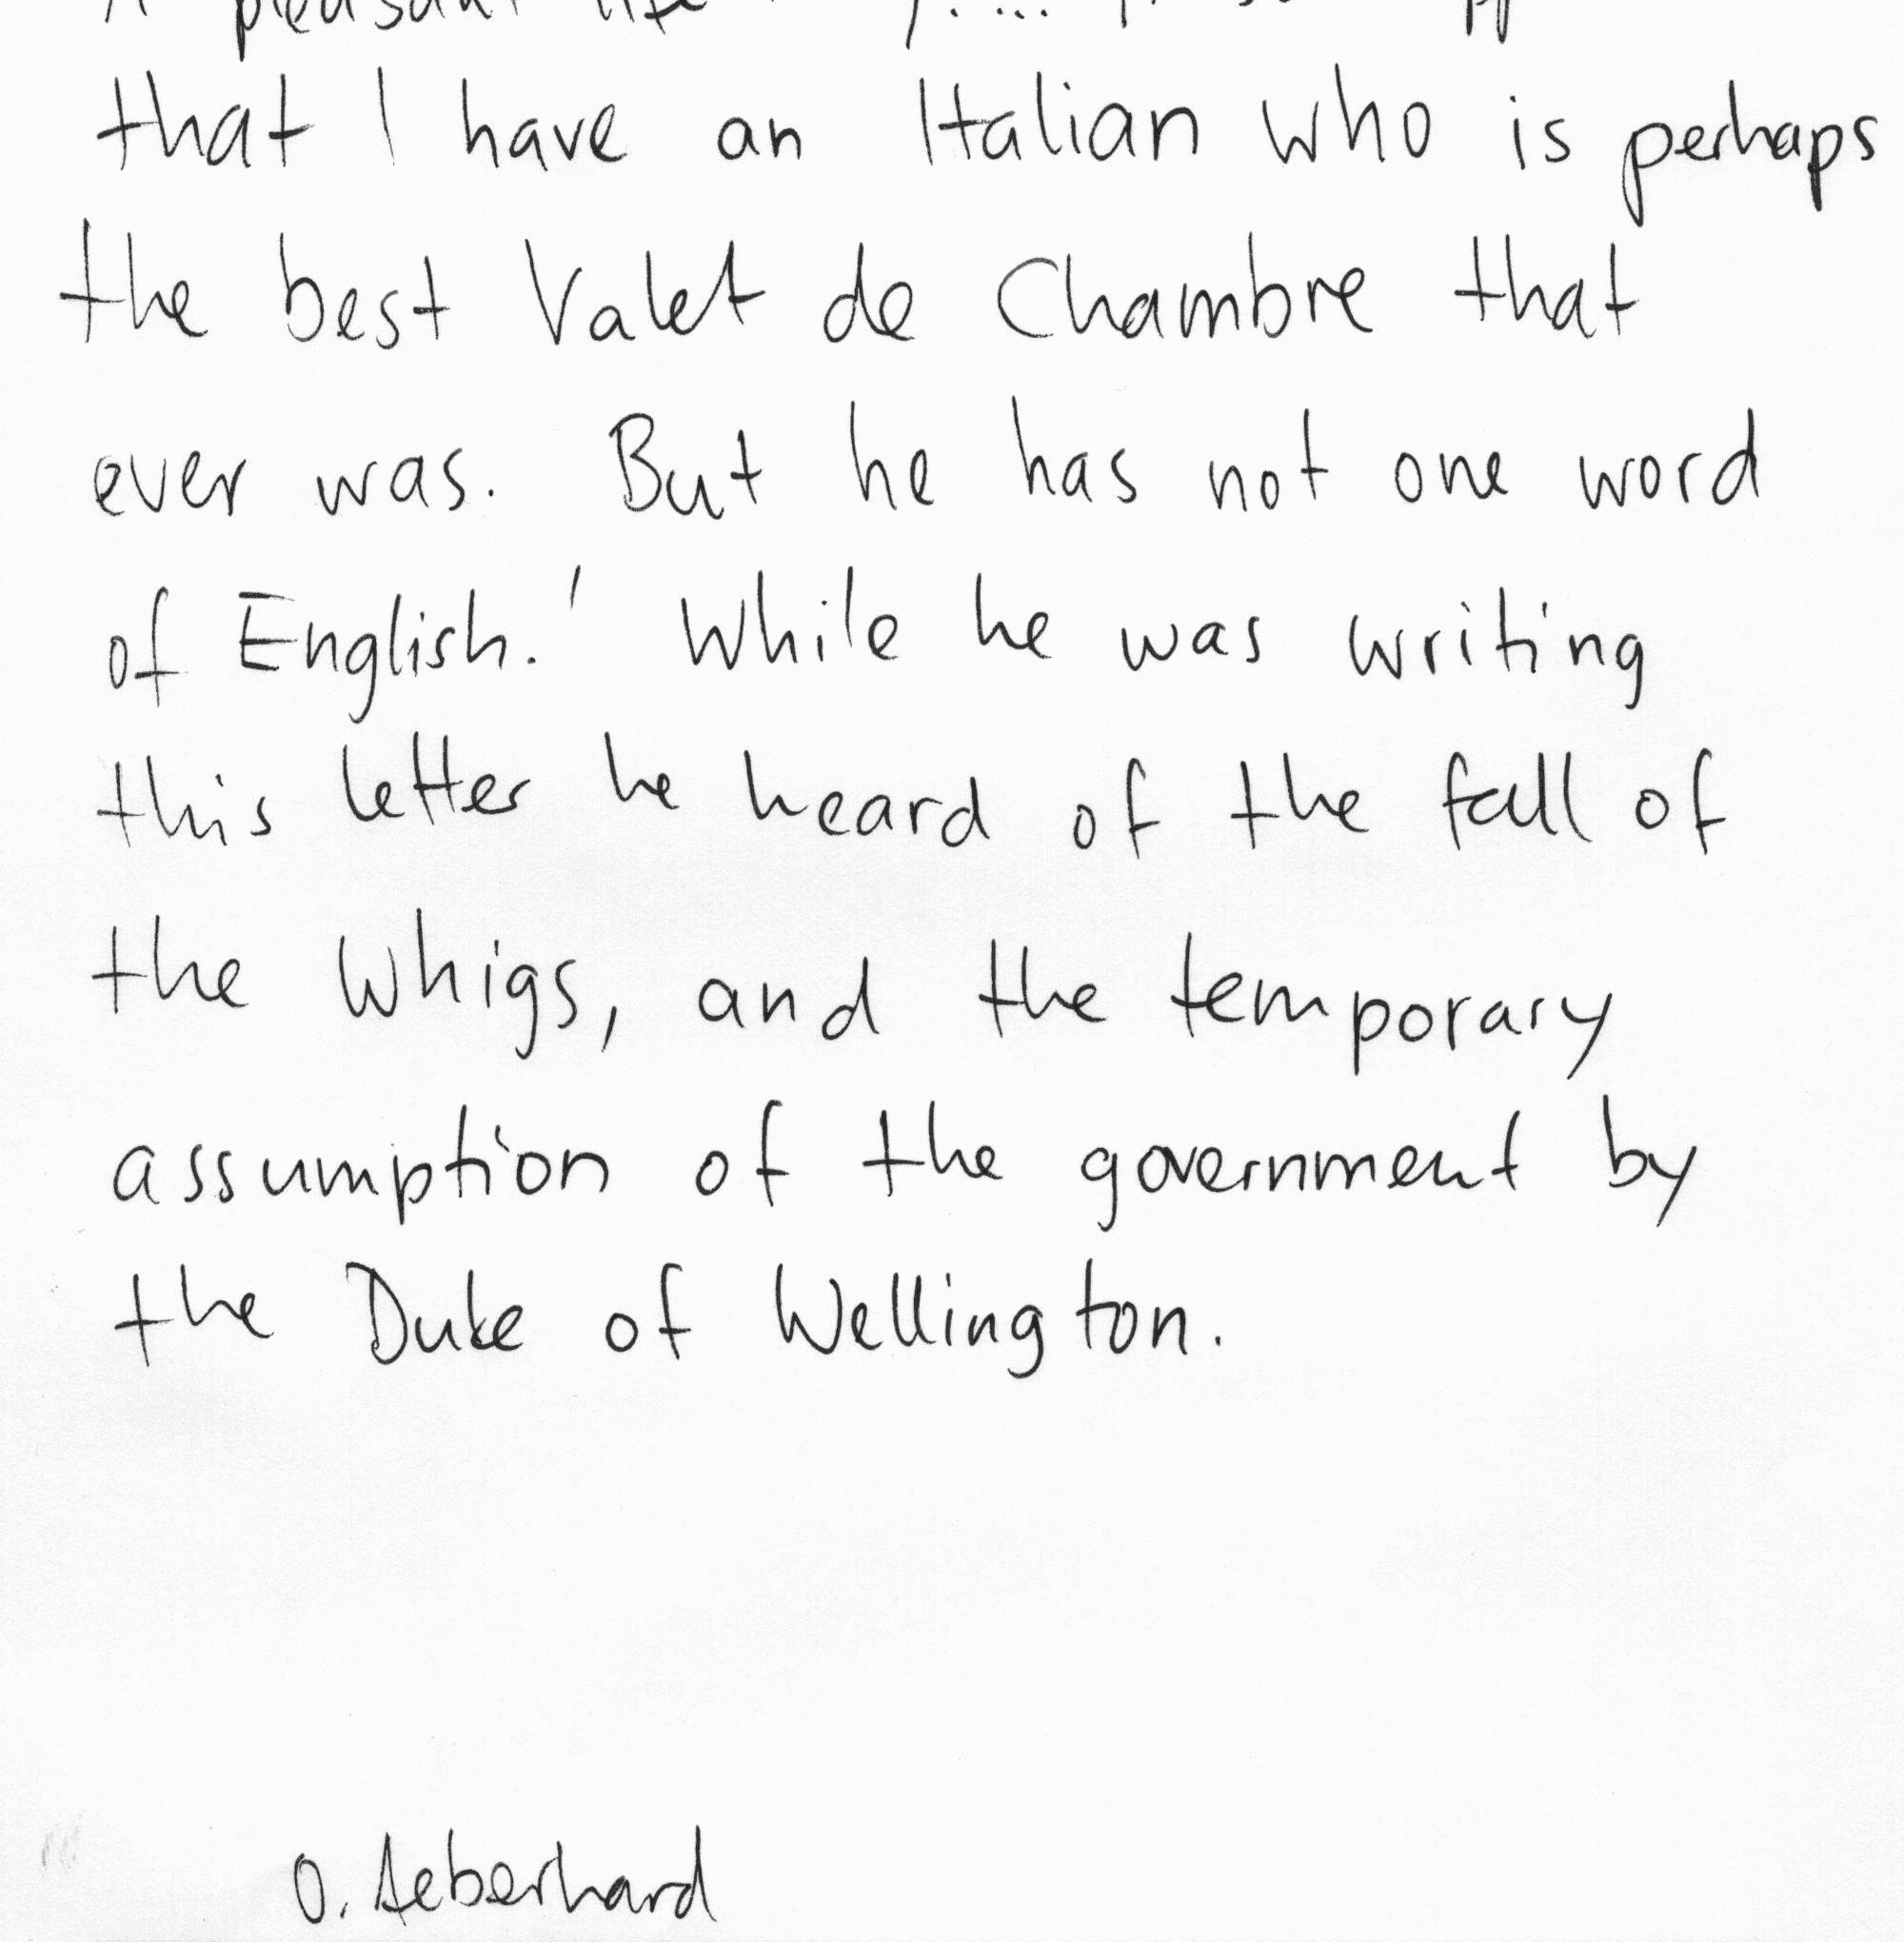 A pleasant life
that I have an Italian who is perhaps
the best Valet de Chambre that
ever was. But he has not one word
of English.' While he was writing
this letter he heard of the fall of
the Whigs, and the temporary
assumption of the government by
the Duke of Wellington.
O. Aeberhard